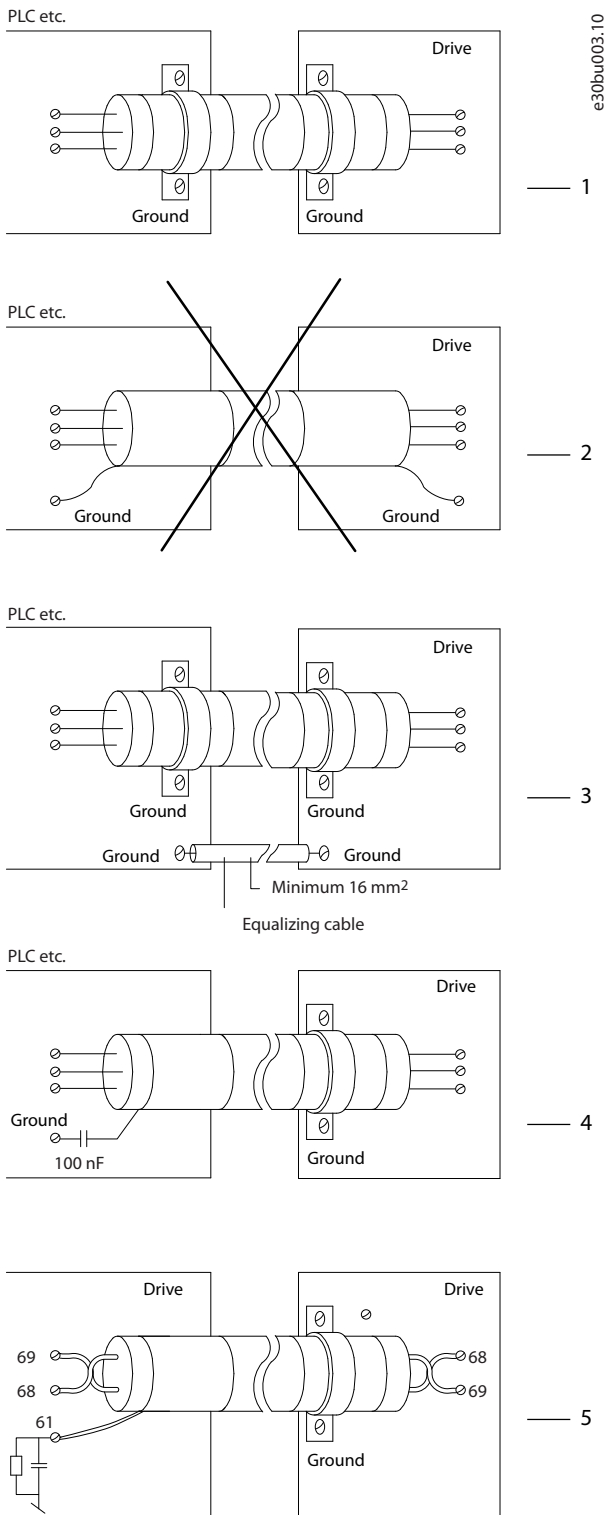 PLC etc.
Drive
e30bu003.10
Ground
Ground
1
PLC etc.
Drive
Ground
Ground
2
PLC etc.
Drive
Ground
Ground
3
Ground
Ground
Minimum 16 mm2
Equalizing cable
PLC etc.
Drive
Ground
100 nF
Ground
4
Drive
Drive
69
68
68
69
61
Ground
5